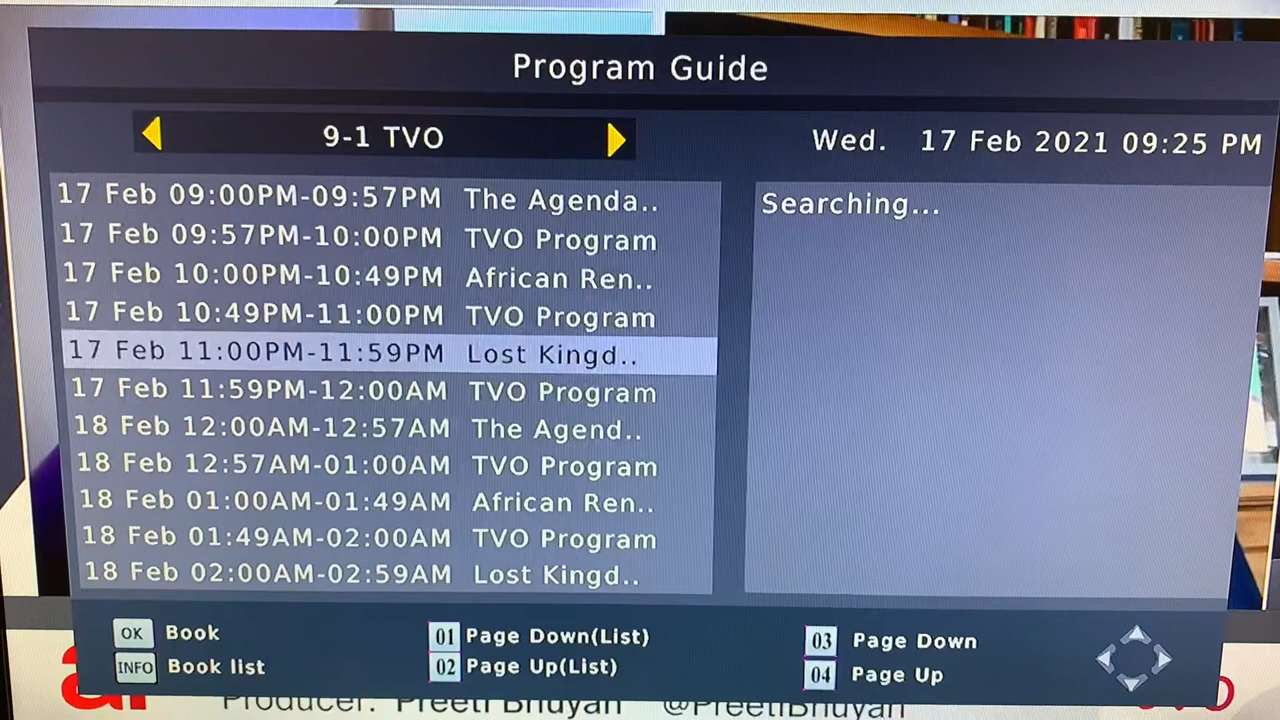 Program Guide
9-1 TVO
Wed. 17 Feb 2021 09:25 PM
17 Feb 09:00PM-09:57PM The Agenda..
17 Feb 09:57PM-10:00PM TVO Program
17 Feb 10:00PM-10:49PM African Ren..
17 Feb 10:49PM-11:00PM TVO Program
17 Feb 11:00PM-11:59PM Lost Kingd..
17 Feb 11:59PM-12:00AM TVO Program
18 Feb 12:00AM-12:57AM The Agend..
18 Feb 12:57AM-01:00AM TVO Program
18 Feb 01:00AM-01:49AM African Ren..
18 Feb 01:49AM-02:00AM TVO Program
18 Feb 02:00AM-02:59AM Lost Kingd..
Searching...
OK Book
INFO Book list
01 Page Down(List)
02 Page Up(List)
03 Page Down
04 Page Up
Producer: Preeti Bhuyan @PreetiBhuyan